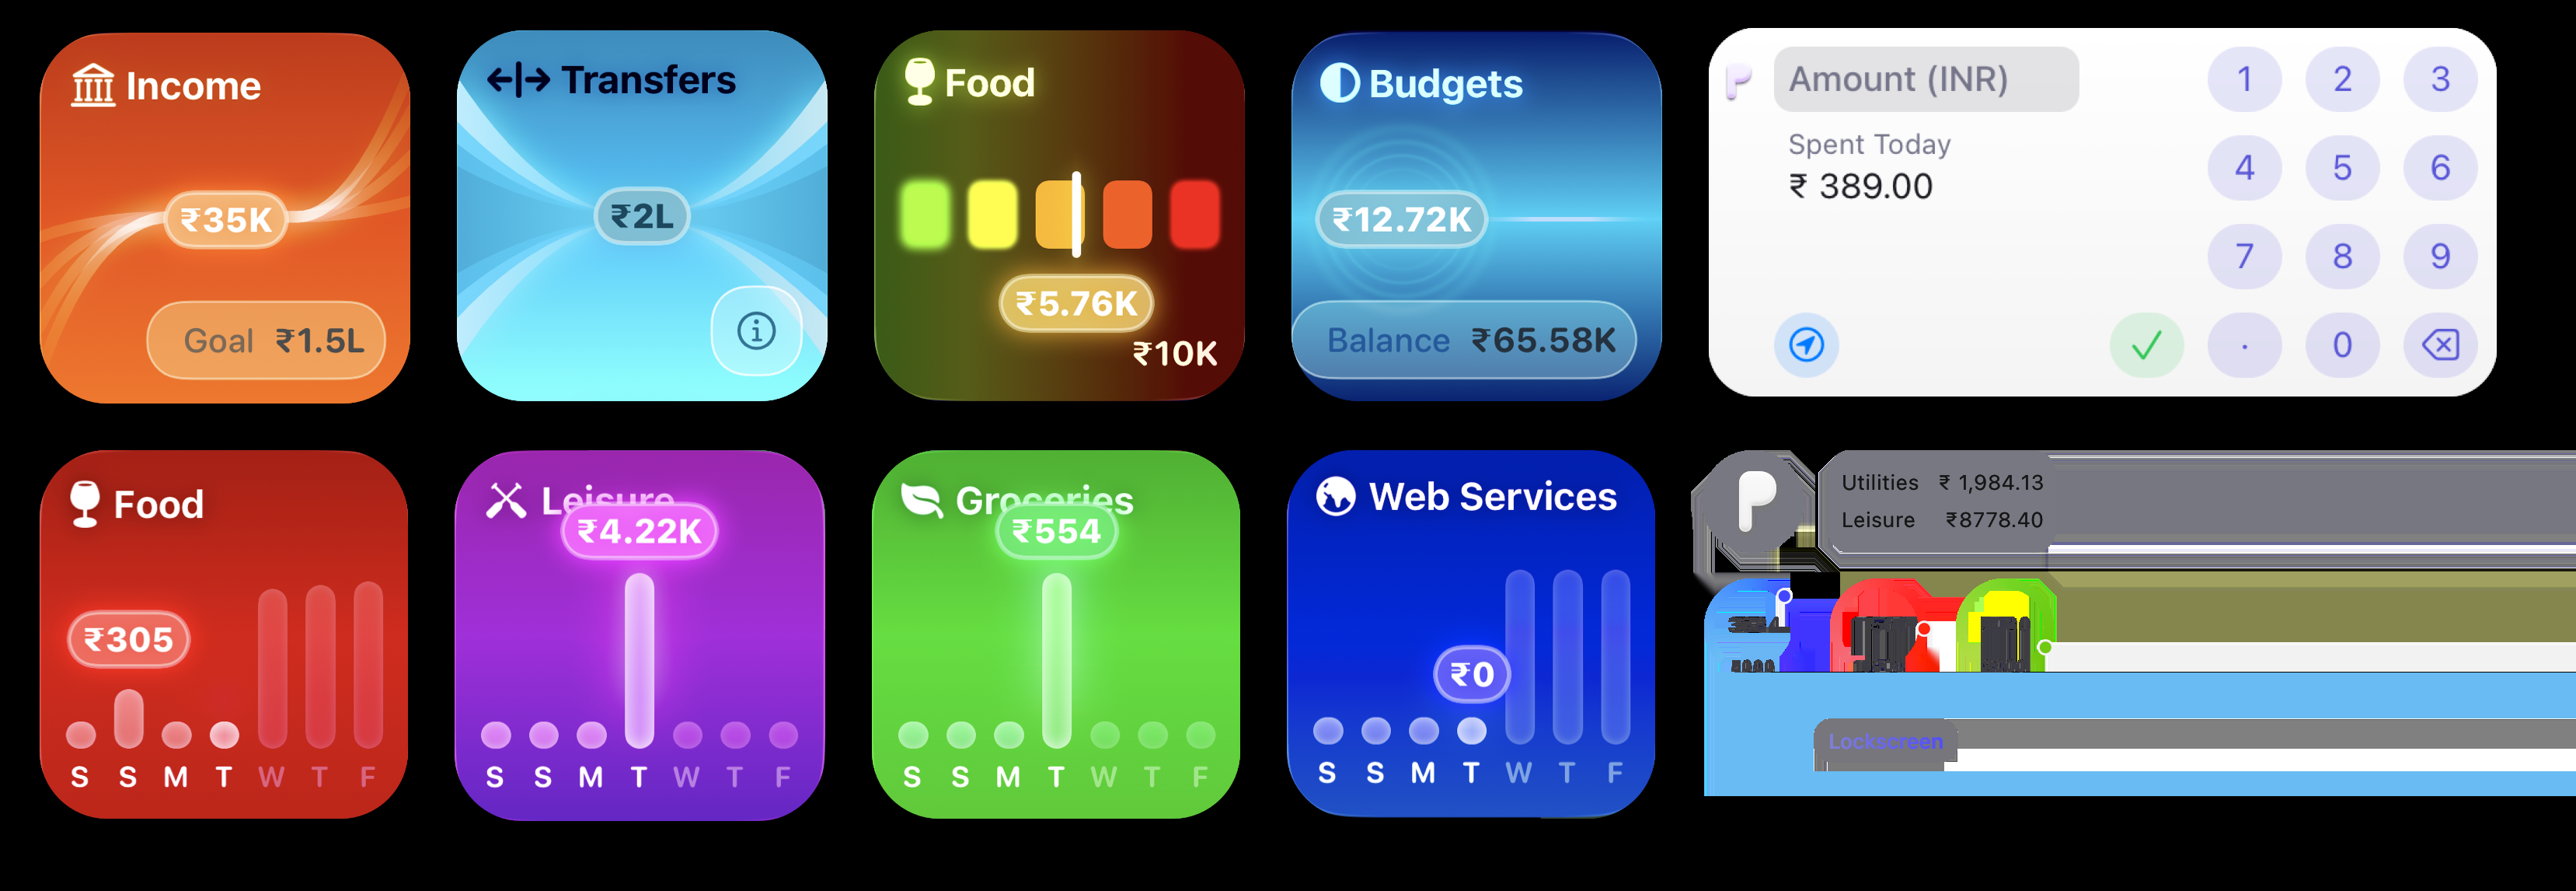 Income
₹35K
Goal ₹1.5L
Transfers
₹2L
Food
₹5.76K
₹10K
Budgets
₹12.72K
Balance ₹65.58K
Amount (INR)
Spent Today
₹ 389.00
1 2 3
4 5 6
7 8 9
. 0
Food
₹305
S S M T W T F
Leisure
₹4.22K
S S M T W T F
Groceries
₹554
S S M T W T F
Web Services
₹0
S S M T W T F
P
Utilities ₹ 1,984.13
Leisure ₹8778.40
Lockscreen